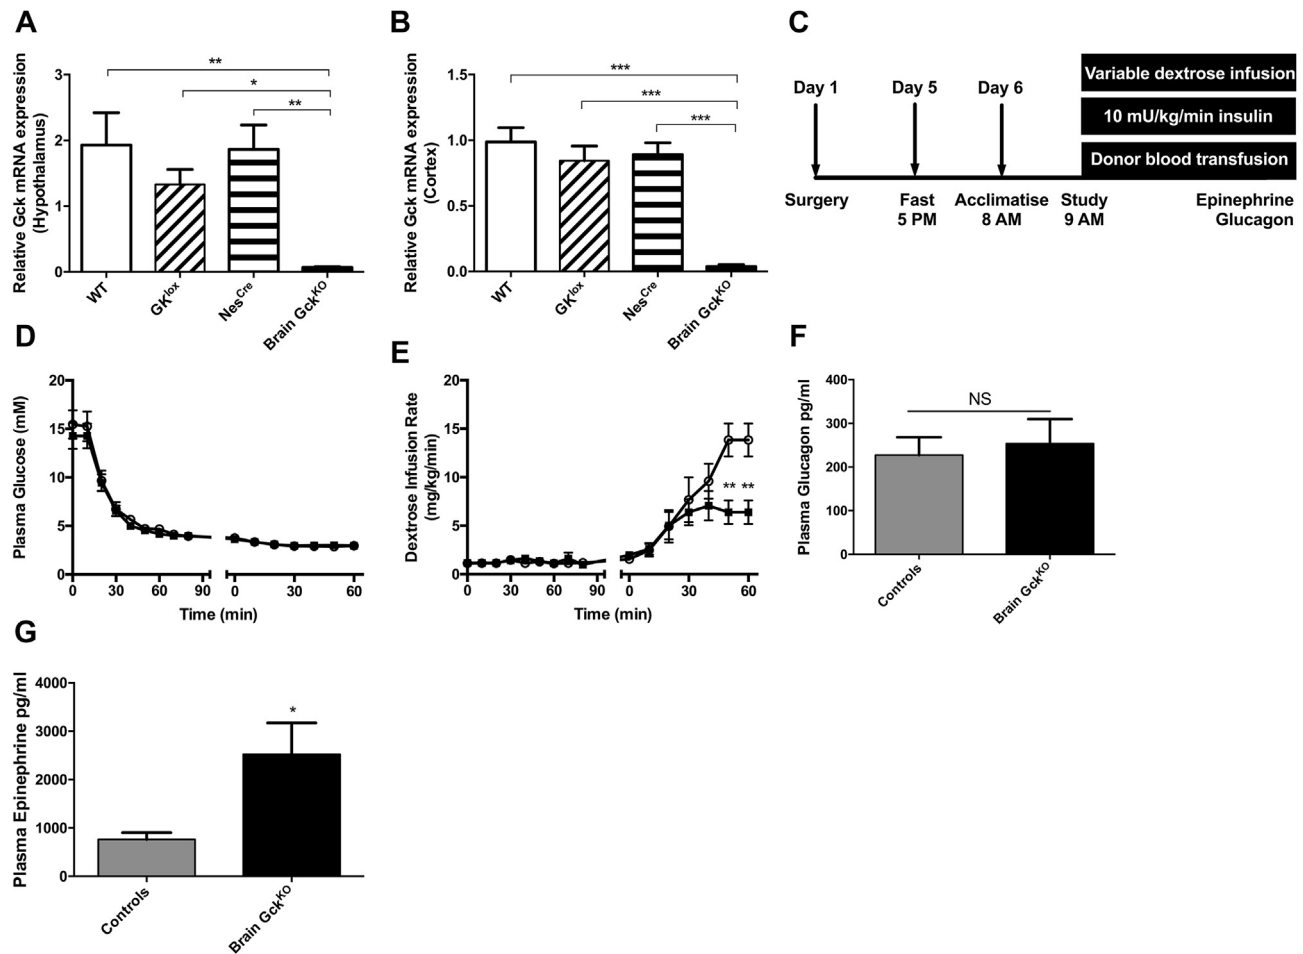 A
Relative Gck mRNA expression
(Hypothalamus)
3
2
1
0
**
*
**
WT
GKlox
NesCre
Brain GckKO
B
Relative Gck mRNA expression
(Cortex)
1.5
1.0
0.5
0.0
***
***
***
WT
GKlox
NesCre
Brain GckKO
C
Day 1
Day 5
Day 6
Variable dextrose infusion
10 mU/kg/min insulin
Donor blood transfusion
Surgery
Fast
5 PM
Acclimatise
8 AM
Study
9 AM
Epinephrine
Glucagon
D
Plasma Glucose (mM)
20
15
10
5
0
0 30 60 90 0 30 60
Time (min)
E
Dextrose Infusion Rate
(mg/kg/min)
20
15
10
5
0
** **
0 30 60 90 0 30 60
Time (min)
F
Plasma Glucagon pg/ml
400
300
200
100
0
NS
Controls
Brain GckKO
G
Plasma Epinephrine pg/ml
4000
3000
2000
1000
0
*
Controls
Brain GckKO